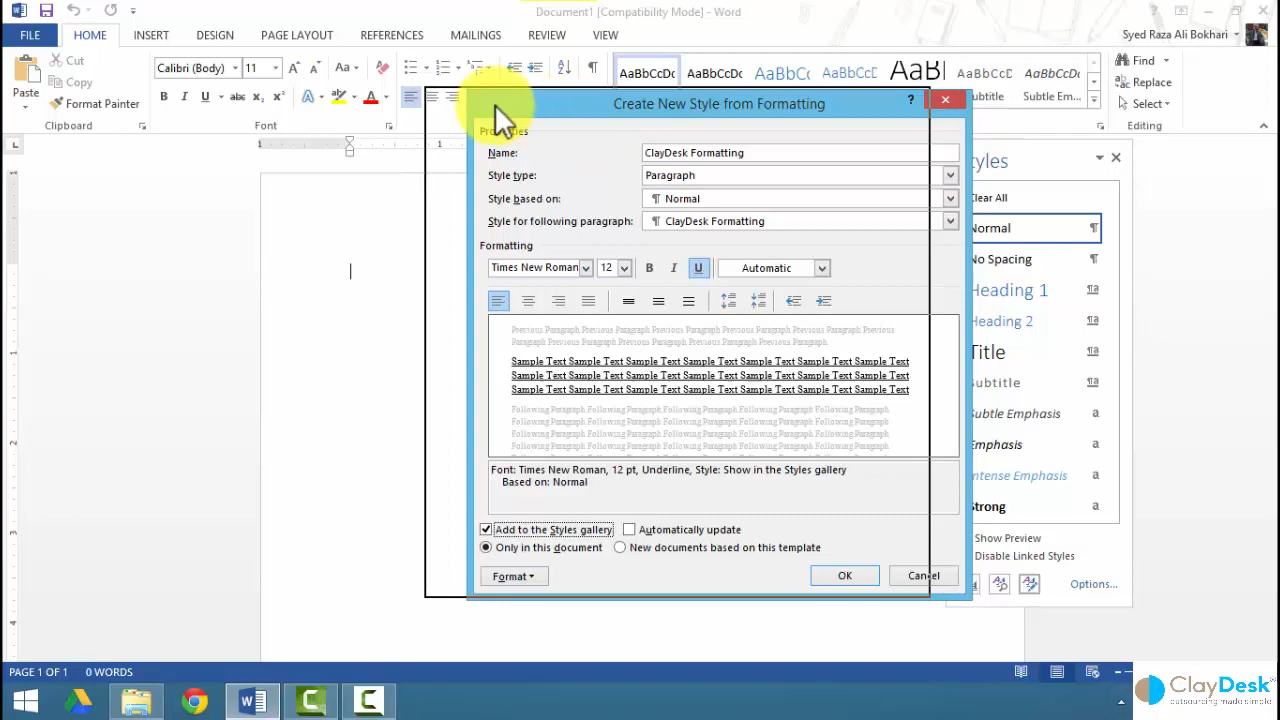 Document1 [Compatibility Mode] - Word
FILE HOME INSERT DESIGN PAGE LAYOUT REFERENCES MAILINGS REVIEW VIEW Syed Raza Ali Bokhari
Paste
Cut
Copy
Format Painter
Clipboard
Calibri (Body) 11
Font
AaBbCcDc AaBbCcDc AaBbCc AaBbCc AaBl AaBbCcD AaBbCcDc
ubtitle Emphasis
Find
Replace
Select
Editing
Create New Style from Formatting
Properties
Name: ClayDesk Formatting
Style type: Paragraph
Style based on: ¶ Normal
Style for following paragraph: ¶ ClayDesk Formatting
Formatting
Times New Roman 12 B I U Automatic
Previous Paragraph Previous Paragraph Previous Paragraph Previous Paragraph Previous Paragraph
Previous Paragraph Previous Paragraph Previous Paragraph Previous Paragraph
Sample Text Sample Text Sample Text Sample Text Sample Text Sample Text Sample Text
Sample Text Sample Text Sample Text Sample Text Sample Text Sample Text Sample Text
Sample Text Sample Text Sample Text Sample Text Sample Text Sample Text Sample Text
Following Paragraph Following Paragraph Following Paragraph Following Paragraph Following Paragraph
Following Paragraph Following Paragraph Following Paragraph Following Paragraph Following Paragraph
Following Paragraph Following Paragraph Following Paragraph Following Paragraph Following Paragraph
Following Paragraph Following Paragraph Following Paragraph Following Paragraph Following Paragraph
Font: Times New Roman, 12 pt, Underline, Style: Show in the Styles gallery
Based on: Normal
Add to the Styles gallery Automatically update
Only in this document New documents based on this template
Format OK Cancel
tyles
Clear All
Normal
No Spacing
Heading 1
Heading 2
Title
Subtitle
Subtle Emphasis
Emphasis
Intense Emphasis
Strong
Show Preview
Disable Linked Styles
Options...
PAGE 1 OF 1 0 WORDS
ClayDesk
outsourcing made simple